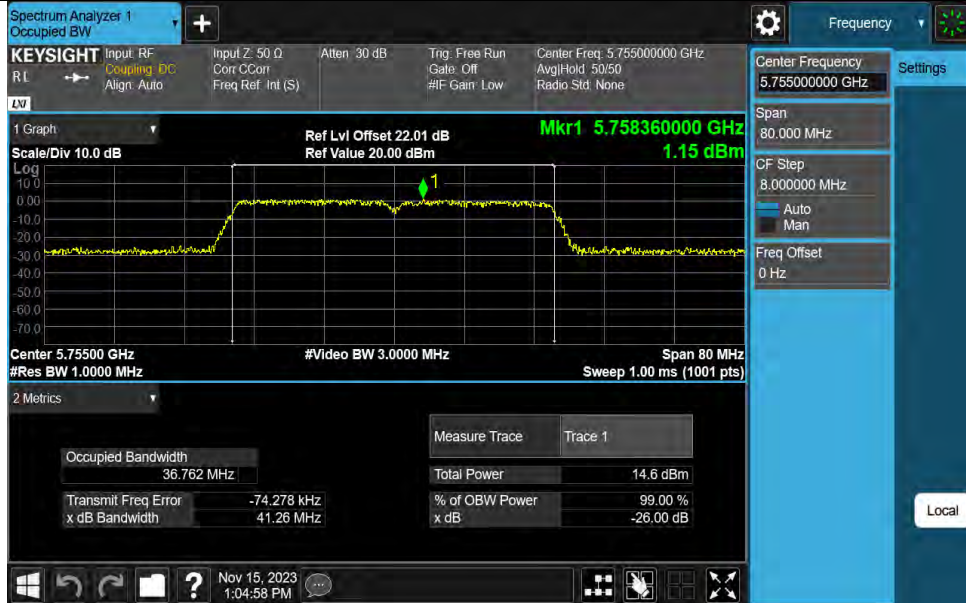 Spectrum Analyzer 1
Occupied BW
Frequency
KEYSIGHT
RL
LXI
Input: RF
Coupling: DC
Align: Auto
Input Z: 50 Ω
Corr CCorr
Freq Ref: Int (S)
Atten: 30 dB
Trig: Free Run
Gate: Off
#IF Gain: Low
Center Freq: 5.755000000 GHz
Avg|Hold: 50/50
Radio Std: None
Center Frequency
5.755000000 GHz
Settings
Span
80.000 MHz
CF Step
8.000000 MHz
Auto
Man
Freq Offset
0 Hz
Local
1 Graph
Scale/Div 10.0 dB
Ref Lvl Offset 22.01 dB
Ref Value 20.00 dBm
Mkr1 5.758360000 GHz
1.15 dBm
Log
10.0
0.00
-10.0
-20.0
-30.0
-40.0
-50.0
-60.0
-70.0
1
Center 5.75500 GHz
#Video BW 3.0000 MHz
Span 80 MHz
#Res BW 1.0000 MHz
Sweep 1.00 ms (1001 pts)
2 Metrics
Measure Trace Trace 1
Occupied Bandwidth
36.762 MHz
Total Power 14.6 dBm
Transmit Freq Error -74.278 kHz
% of OBW Power 99.00 %
x dB Bandwidth 41.26 MHz
x dB -26.00 dB
?
Nov 15, 2023
1:04:58 PM